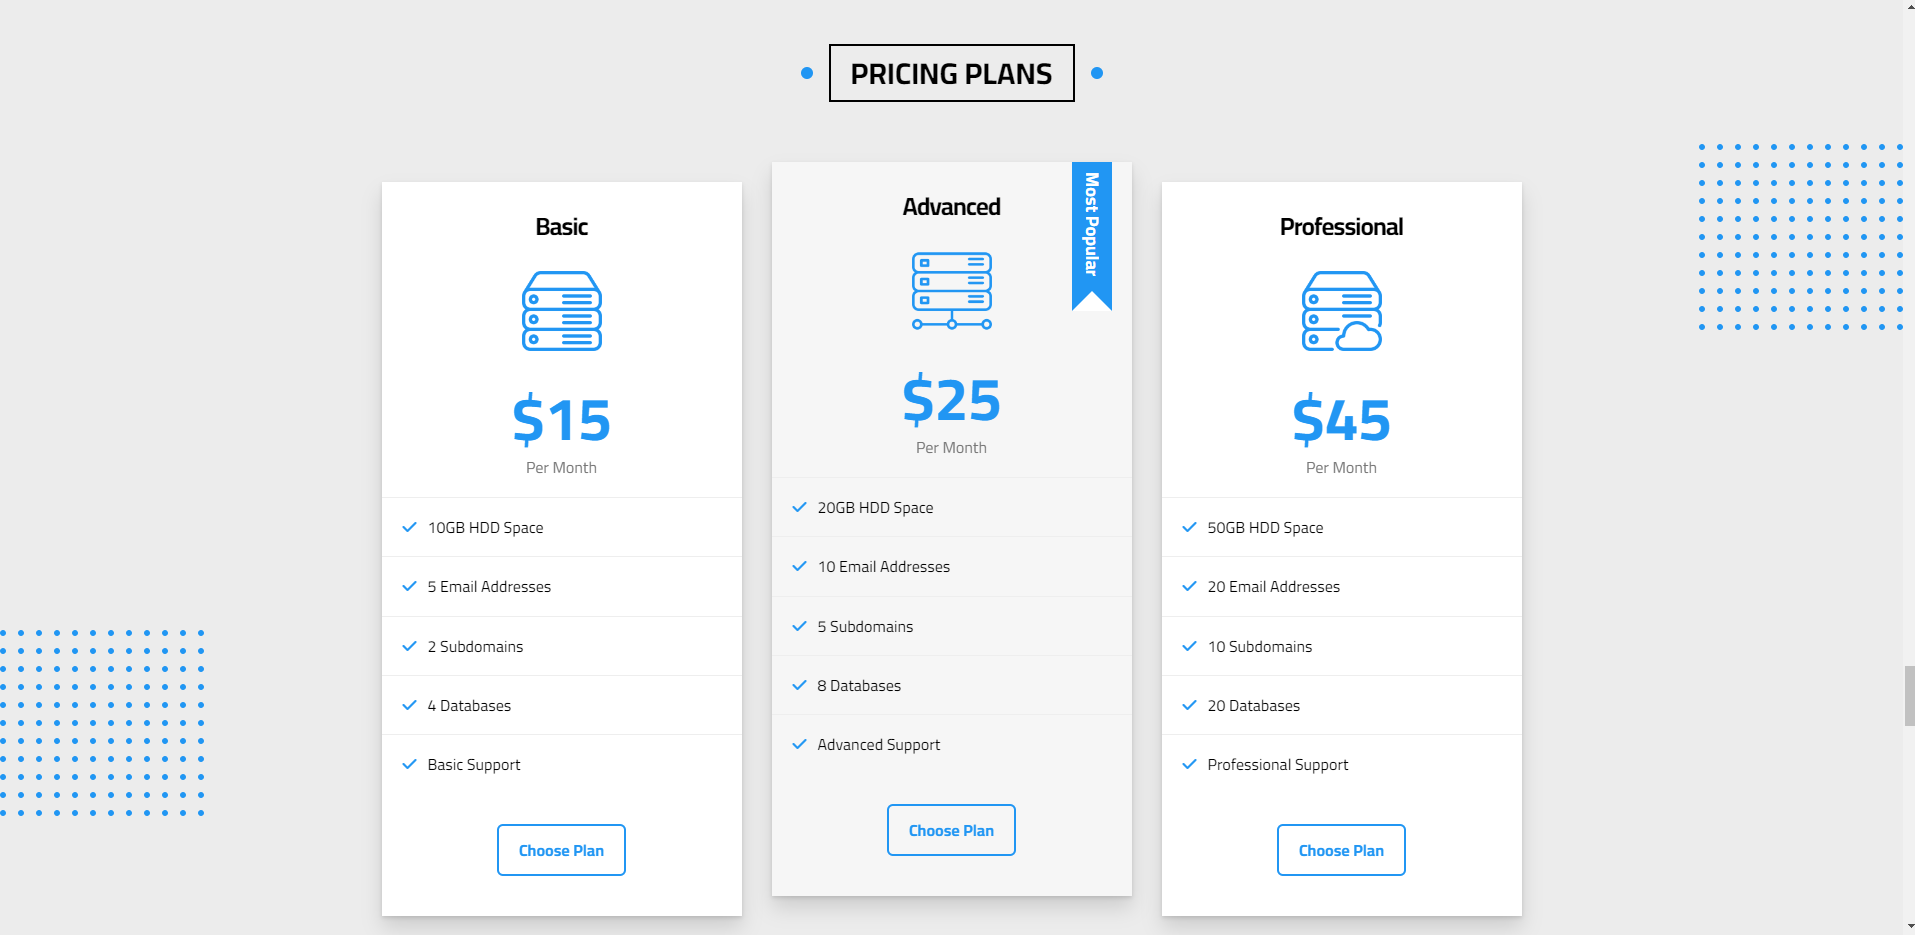 PRICING PLANS
Basic
$15
Per Month
10GB HDD Space
5 Email Addresses
2 Subdomains
4 Databases
Basic Support
Choose Plan
Advanced
Most Popular
$25
Per Month
20GB HDD Space
10 Email Addresses
5 Subdomains
8 Databases
Advanced Support
Choose Plan
Professional
$45
Per Month
50GB HDD Space
20 Email Addresses
10 Subdomains
20 Databases
Professional Support
Choose Plan